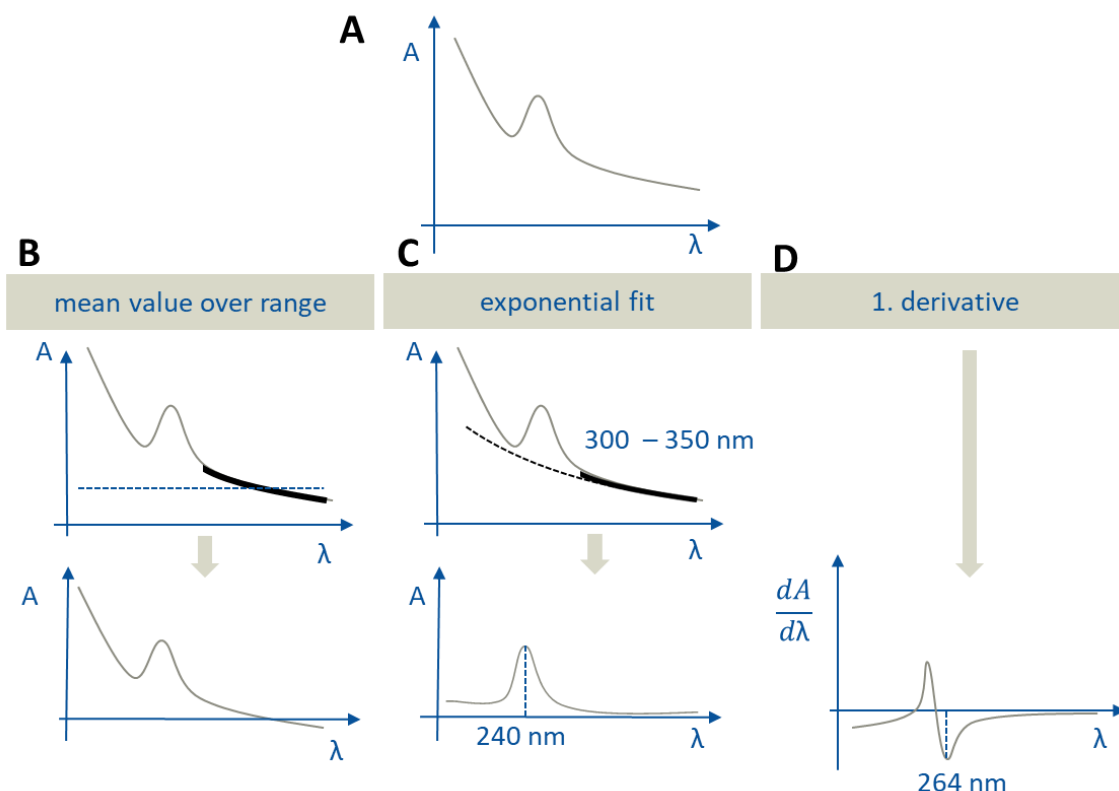 A
A
λ
B
mean value over range
A
λ
A
λ
C
exponential fit
A
300 – 350 nm
λ
A
240 nm
λ
D
1. derivative
dA
dλ
λ
264 nm